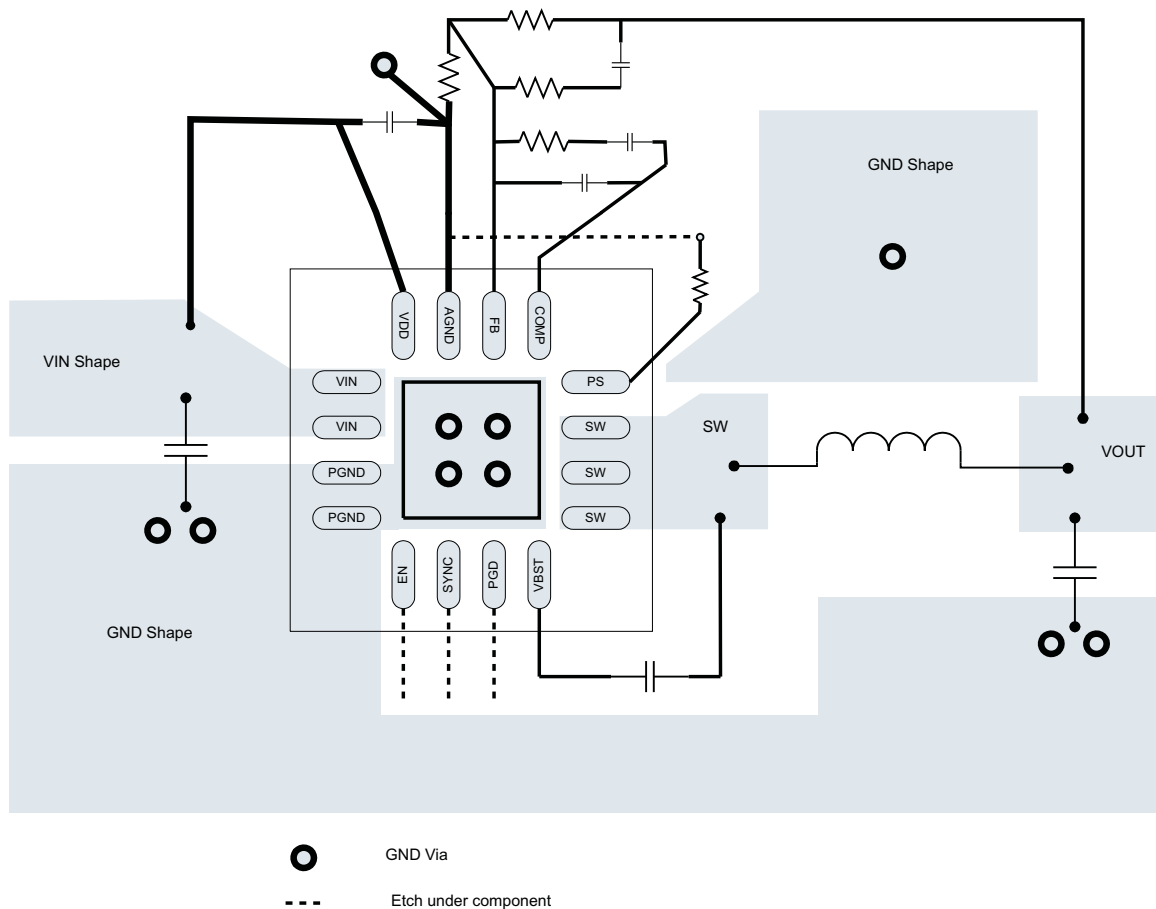 GND Shape
VDD
AGND
FB
COMP
VIN Shape
VIN
PS
VIN
SW
SW
VOUT
PGND
SW
PGND
SW
EN
SYNC
PGD
VBST
GND Shape
GND Via
Etch under component